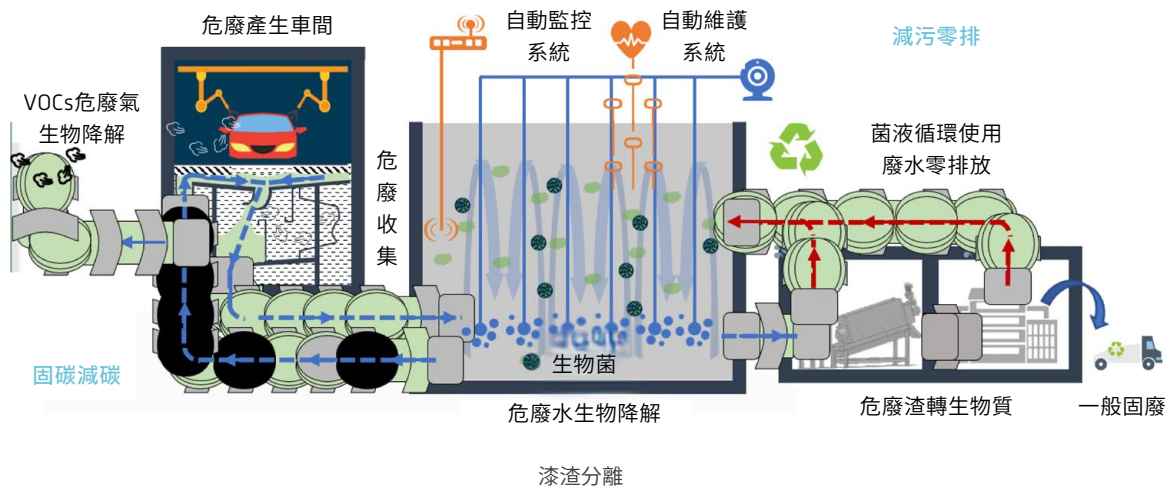 危廢產生車間
自動監控
系統
自動維護
系統
減污零排
VOCs危廢氣
生物降解
危
廢
收
集
菌液循環使用
廢水零排放
固碳減碳
生物菌
危廢水生物降解
危廢渣轉生物質
一般固廢
漆渣分離